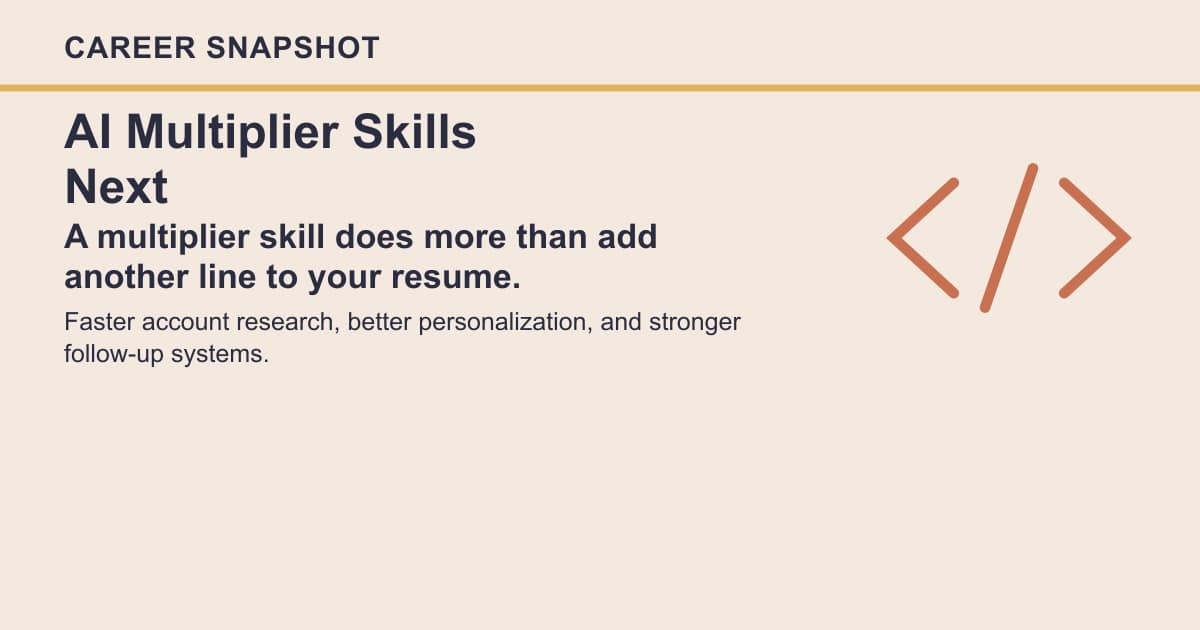 CAREER SNAPSHOT
AI Multiplier Skills
Next
A multiplier skill does more than add
another line to your resume.
Faster account research, better personalization, and stronger
follow-up systems.